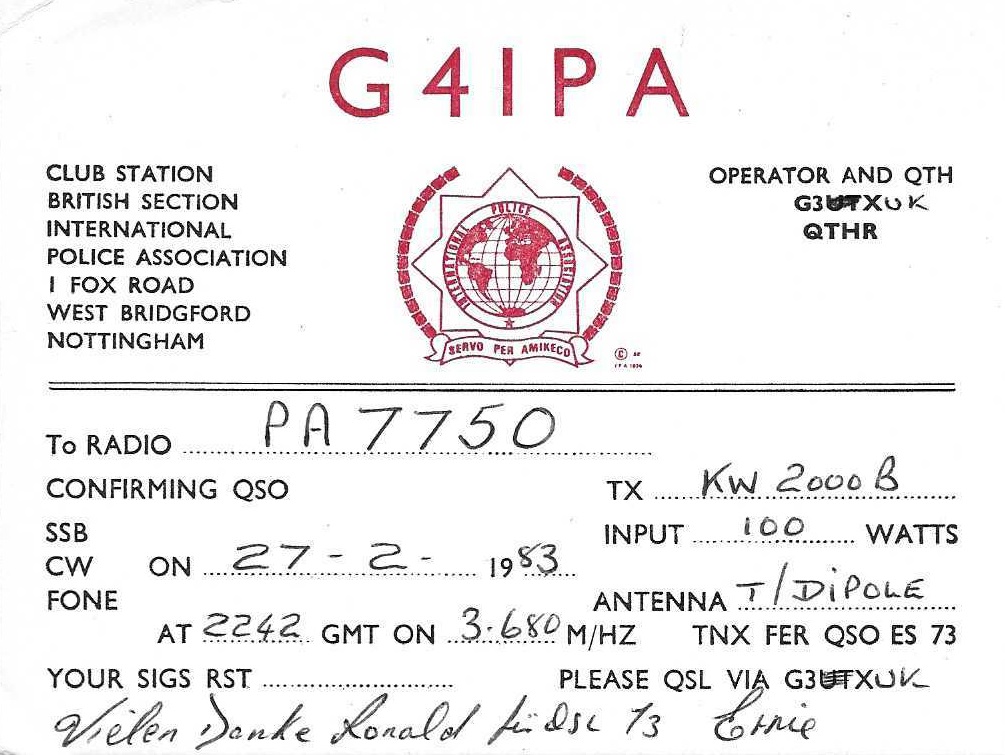 G4IPA
CLUB STATION
BRITISH SECTION
INTERNATIONAL
POLICE ASSOCIATION
1 FOX ROAD
WEST BRIDGFORD
NOTTINGHAM
INTERNATIONAL POLICE ASSOCIATION
SERVO PER AMIKECO
©
OPERATOR AND QTH
G3UTXUK
QTHR
To RADIO PA 7750
CONFIRMING QSO
TX KW 2000 B
SSB
INPUT 100 WATTS
CW ON 27 - 2 - 1983
FONE
ANTENNA T/DIPOLE
AT 2242 GMT ON 3.680 M/HZ TNX FER QSO ES 73
YOUR SIGS RST PLEASE QSL VIA G3UTXUK
Vielen Danke Ronald für QSL 73 Ernie